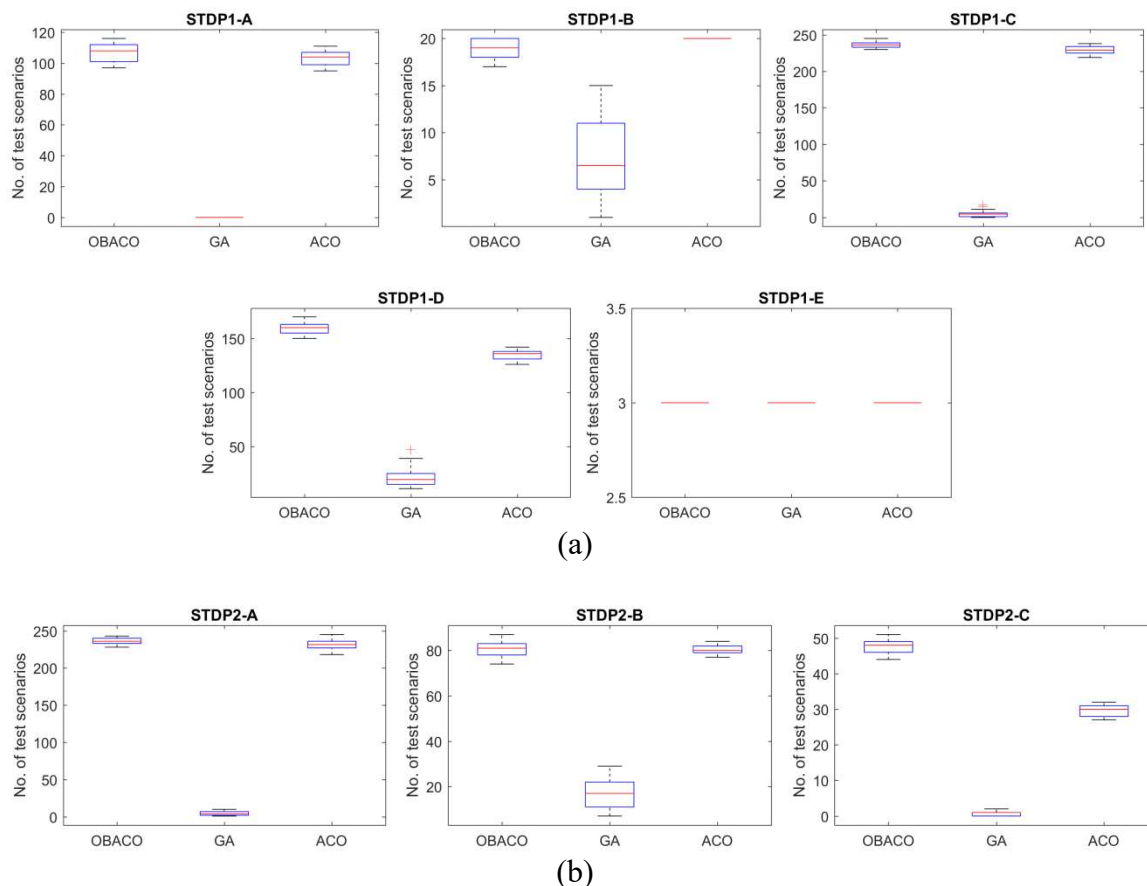 STDP1-A
No. of test scenarios
120
100
80
60
40
20
0
OBACO GA ACO
STDP1-B
No. of test scenarios
20
15
10
5
OBACO GA ACO
STDP1-C
No. of test scenarios
250
200
150
100
50
0
OBACO GA ACO
STDP1-D
No. of test scenarios
150
100
50
OBACO GA ACO
STDP1-E
No. of test scenarios
3.5
3
2.5
OBACO GA ACO
(a)
STDP2-A
No. of test scenarios
250
200
150
100
50
0
OBACO GA ACO
STDP2-B
No. of test scenarios
80
60
40
20
OBACO GA ACO
STDP2-C
No. of test scenarios
50
40
30
20
10
0
OBACO GA ACO
(b)